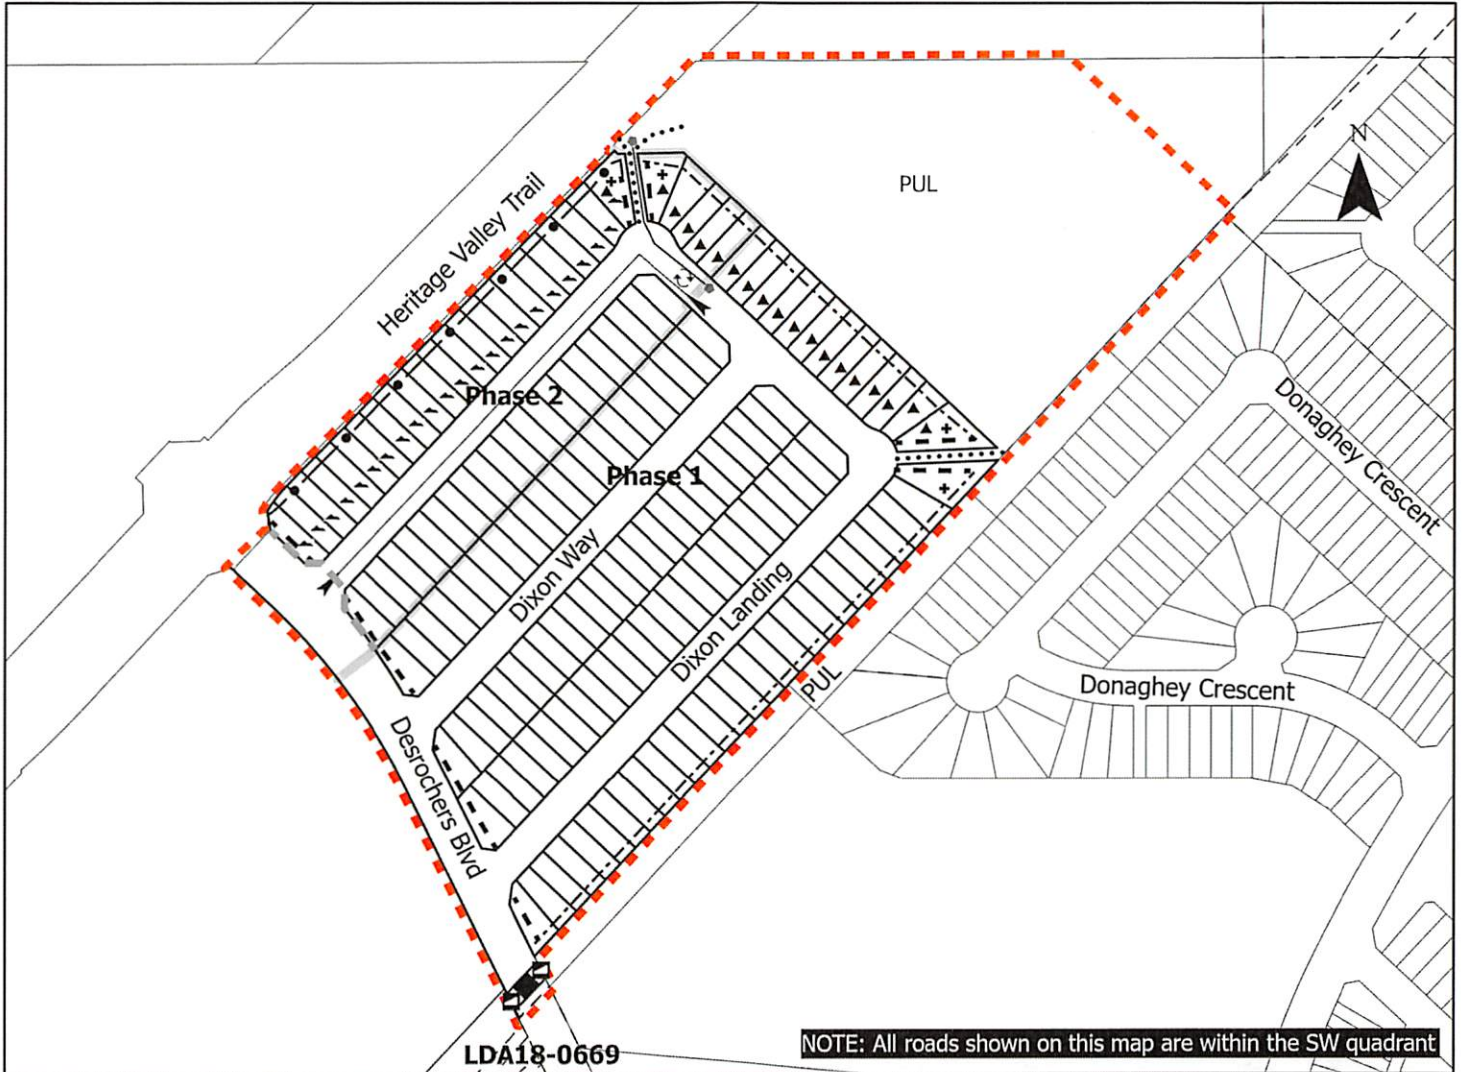 N
PUL
Heritage Valley Trail
Phase 2
Donaghey Crescent
Phase 1
Dixon Way
Dixon Landing
PUL
Donaghey Crescent
Desrochers Blvd
LDA18-0669
NOTE: All roads shown on this map are within the SW quadrant